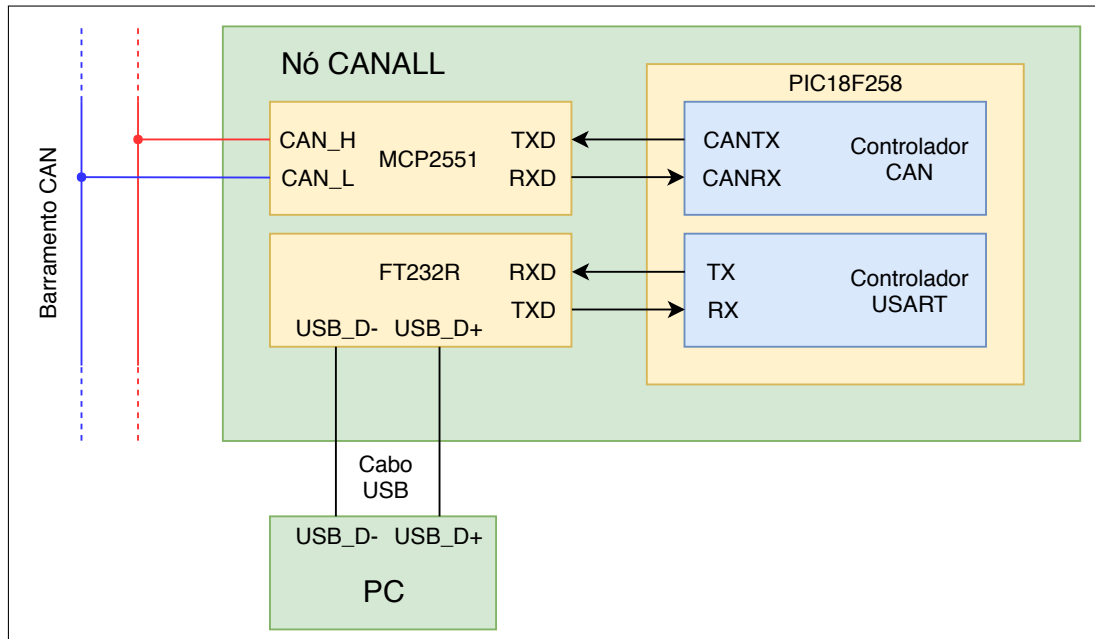 Nó CANALL
PIC18F258
Barramento CAN
CAN_H
CAN_L
MCP2551
TXD
RXD
CANTX
CANRX
Controlador
CAN
FT232R
RXD
TXD
USB_D- USB_D+
TX
RX
Controlador
USART
Cabo
USB
USB_D- USB_D+
PC